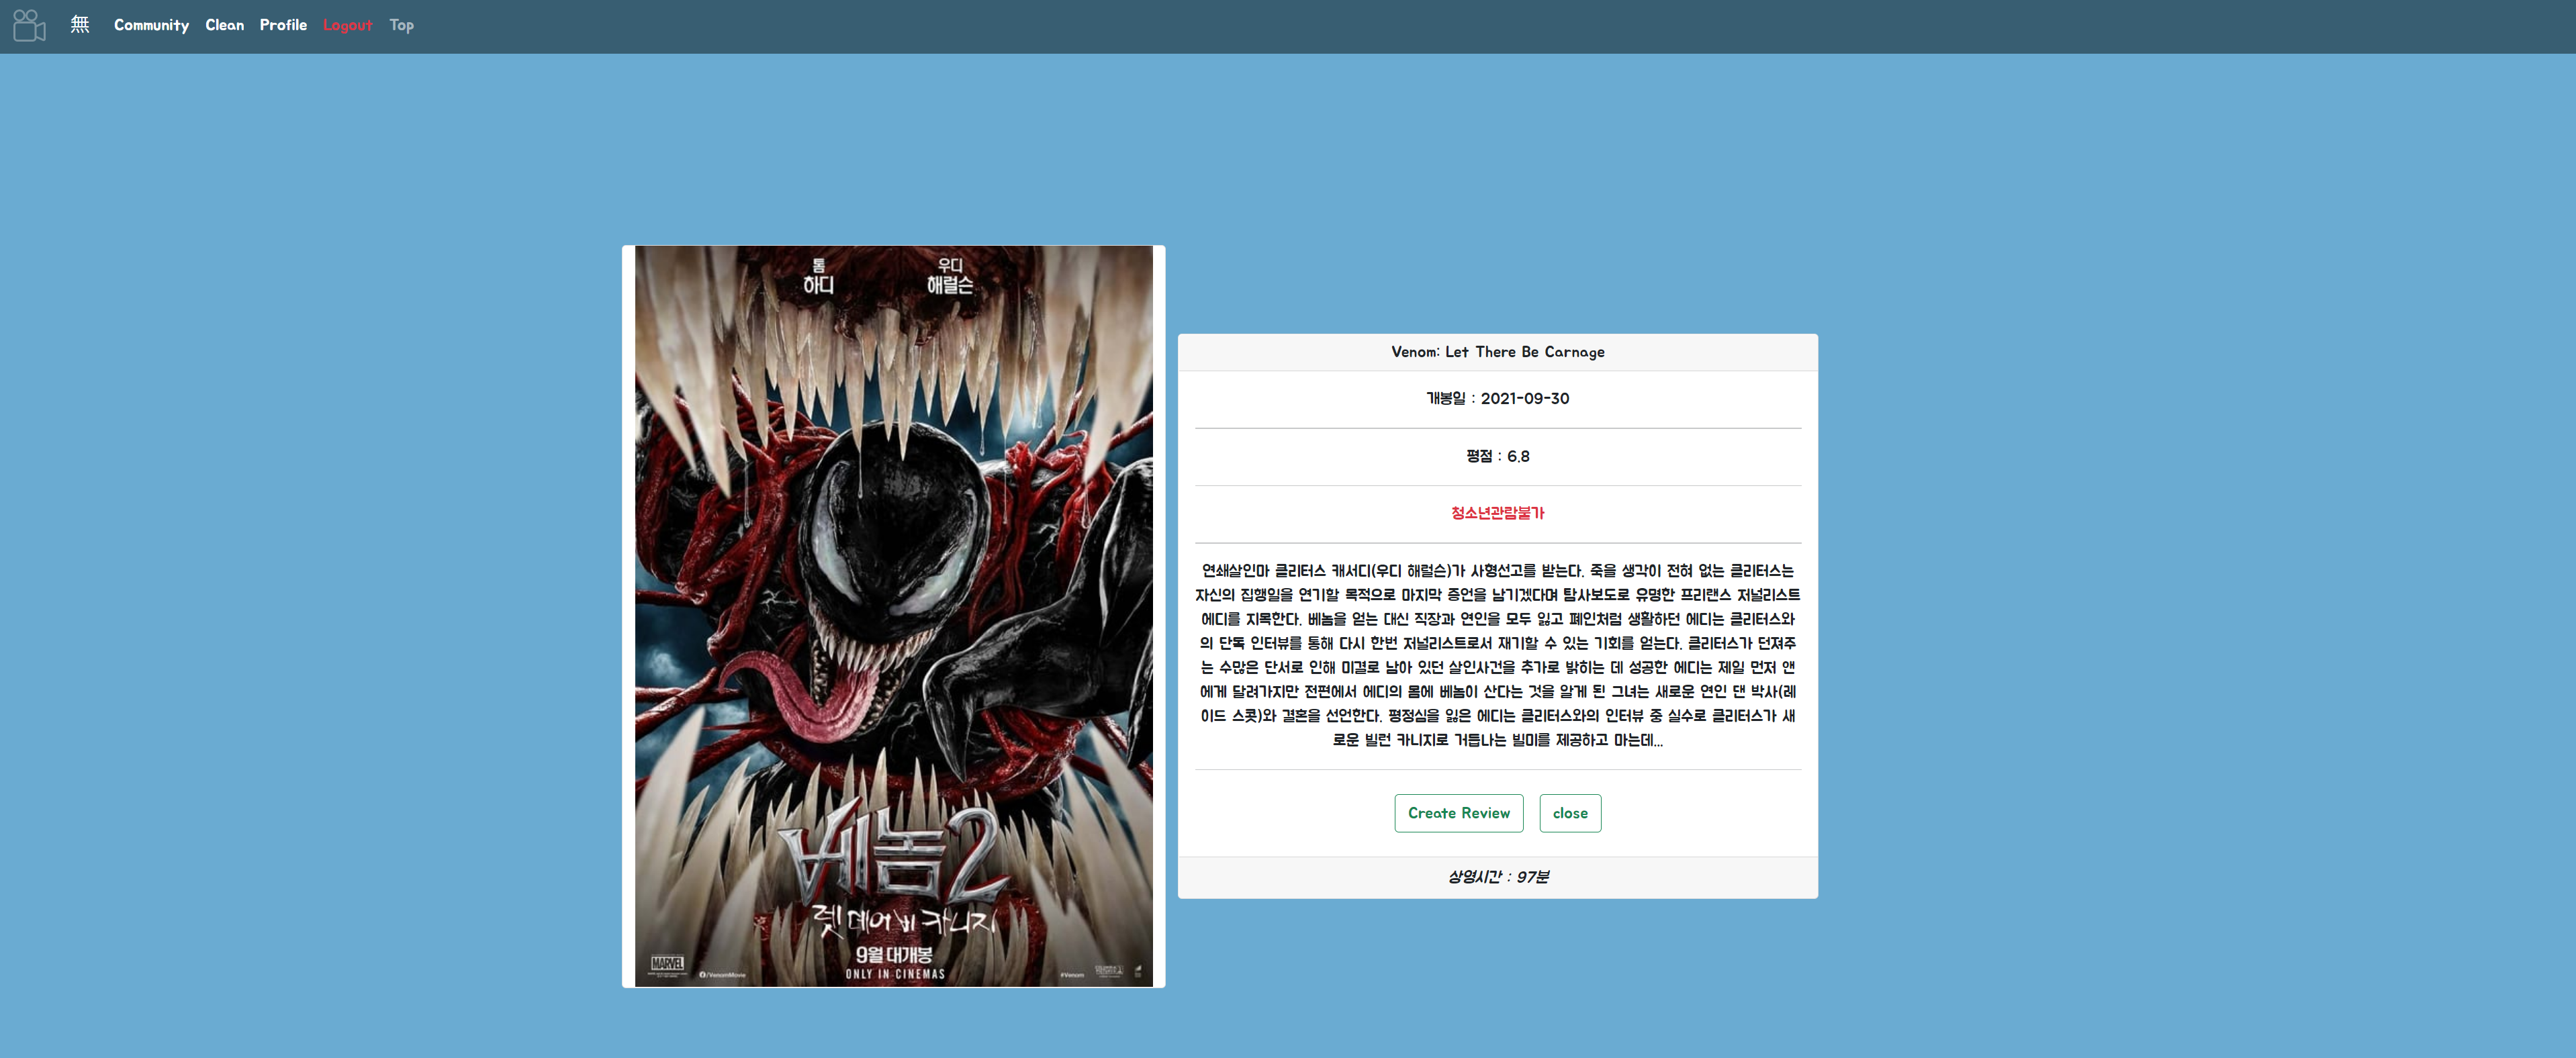 無 Community Clean Profile Logout Top
톰 우디
하디 해럴슨
베놈2
렛 데어 비 카니지
9월 대개봉
ONLY IN CINEMAS
MARVEL
/VenomMovie
#Venom
Venom: Let There Be Carnage
개봉일 : 2021-09-30
평점 : 6.8
청소년관람불가
연쇄살인마 클리터스 캐서디(우디 해럴슨)가 사형선고를 받는다. 죽을 생각이 전혀 없는 클리터스는
자신의 집행일을 연기할 목적으로 마지막 증언을 남기겠다며 탐사보도로 유명한 프리랜스 저널리스트
에디를 지목한다. 베놈을 얻는 대신 직장과 연인을 모두 잃고 폐인처럼 생활하던 에디는 클리터스와
의 단독 인터뷰를 통해 다시 한번 저널리스트로서 재기할 수 있는 기회를 얻는다. 클리터스가 던져주
는 수많은 단서로 인해 미결로 남아 있던 살인사건을 추가로 밝히는 데 성공한 에디는 제일 먼저 앤
에게 달려가지만 전편에서 에디의 몸에 베놈이 산다는 것을 알게 된 그녀는 새로운 연인 댄 박사(레
이드 스콧)와 결혼을 선언한다. 평정심을 잃은 에디는 클리터스와의 인터뷰 중 실수로 클리터스가 새
로운 빌런 카니지로 거듭나는 빌미를 제공하고 마는데...
Create Review close
상영시간 : 97분